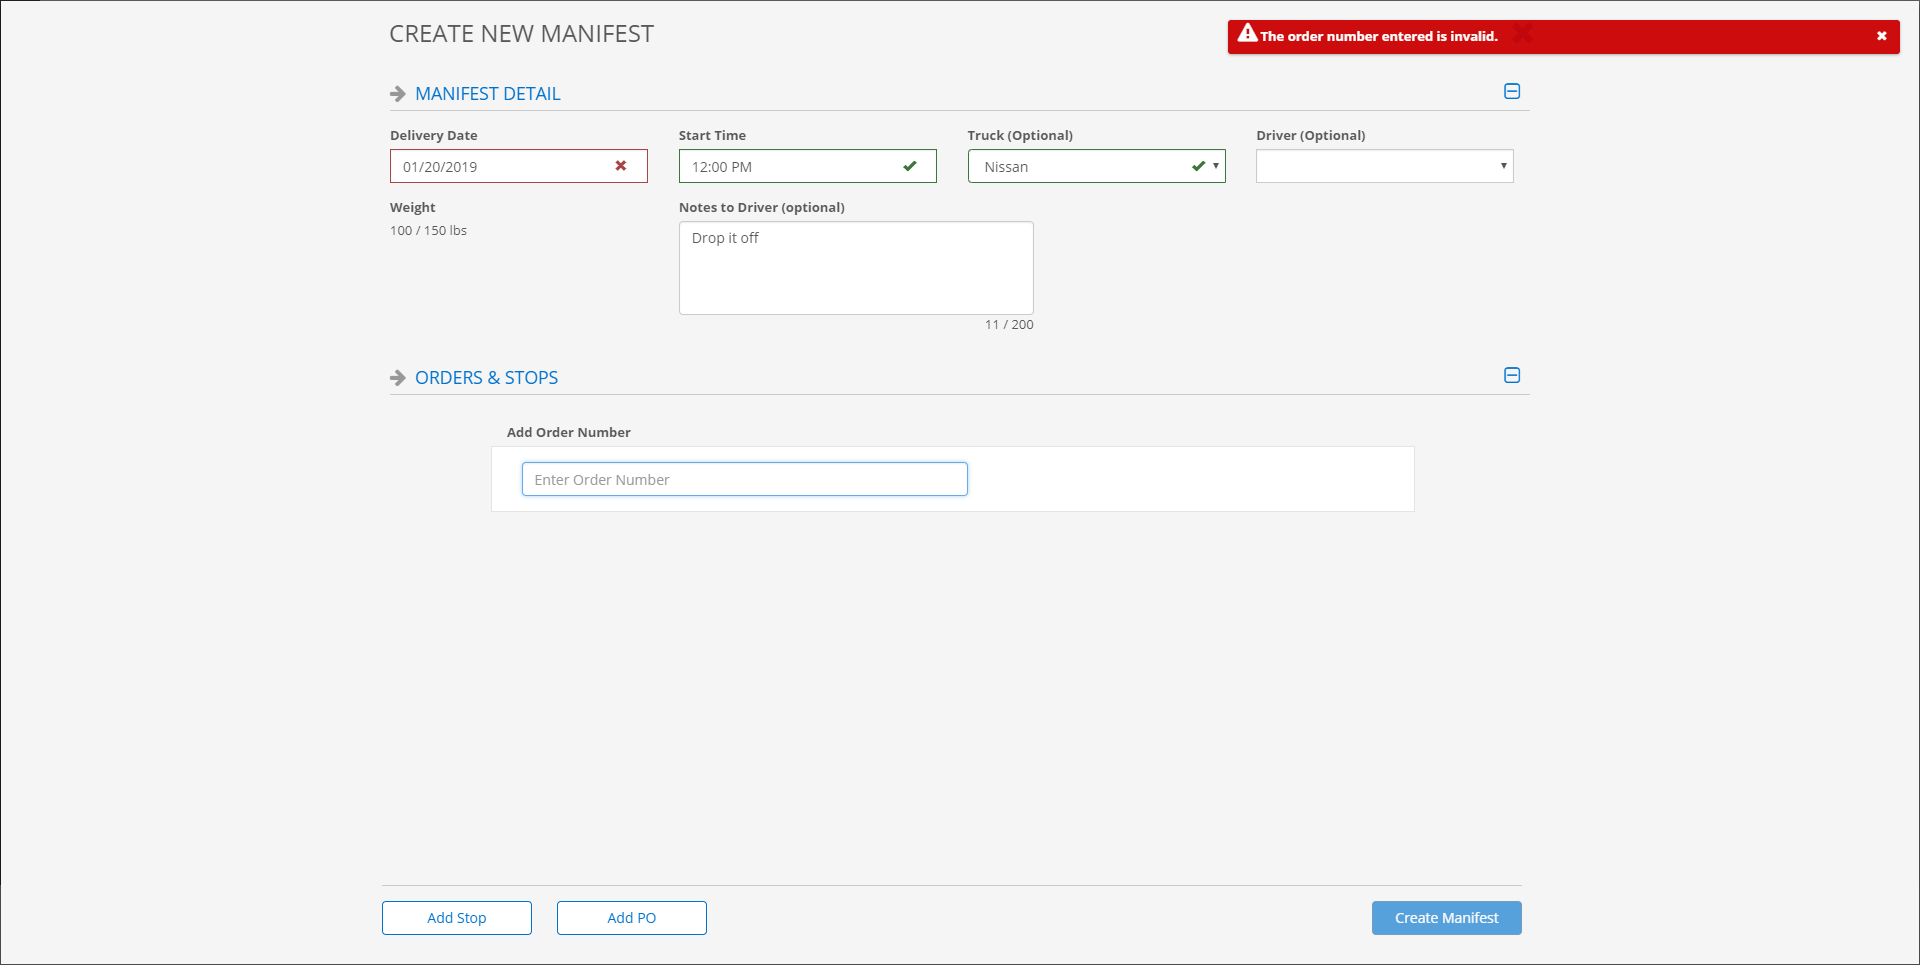 CREATE NEW MANIFEST
The order number entered is invalid.
MANIFEST DETAIL
Delivery Date
Start Time
Truck (Optional)
Driver (Optional)
01/20/2019
12:00 PM
Nissan
Weight
Notes to Driver (optional)
100 / 150 lbs
Drop it off
11 / 200
ORDERS & STOPS
Add Order Number
Enter Order Number
Add Stop
Add PO
Create Manifest